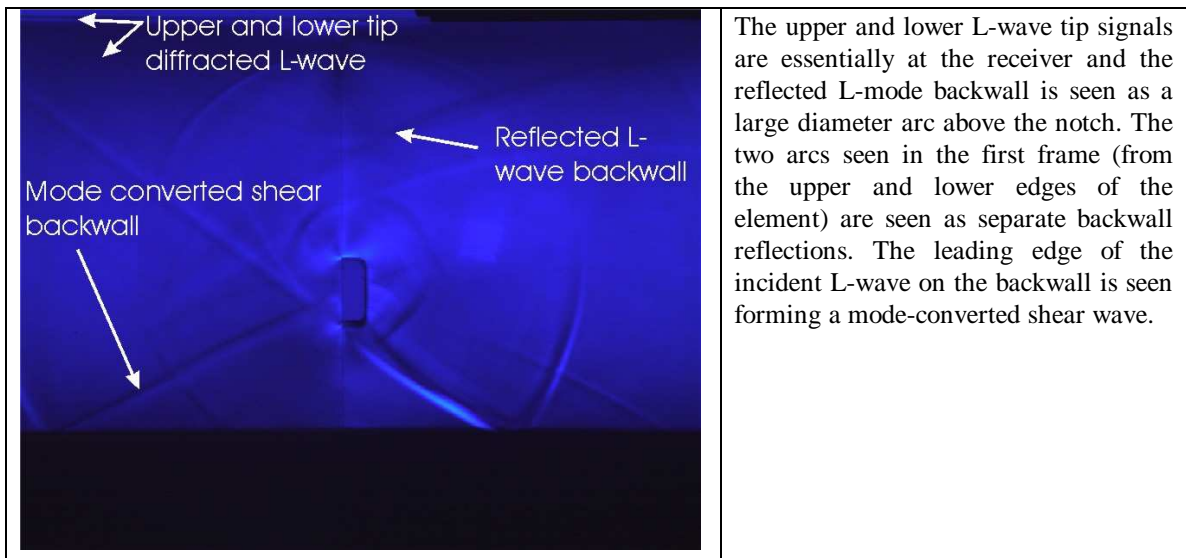 Upper and lower tip
diffracted L-wave
Reflected L-
wave backwall
Mode converted shear
backwall
The upper and lower L-wave tip signals
are essentially at the receiver and the
reflected L-mode backwall is seen as a
large diameter arc above the notch. The
two arcs seen in the first frame (from
the upper and lower edges of the
element) are seen as separate backwall
reflections. The leading edge of the
incident L-wave on the backwall is seen
forming a mode-converted shear wave.